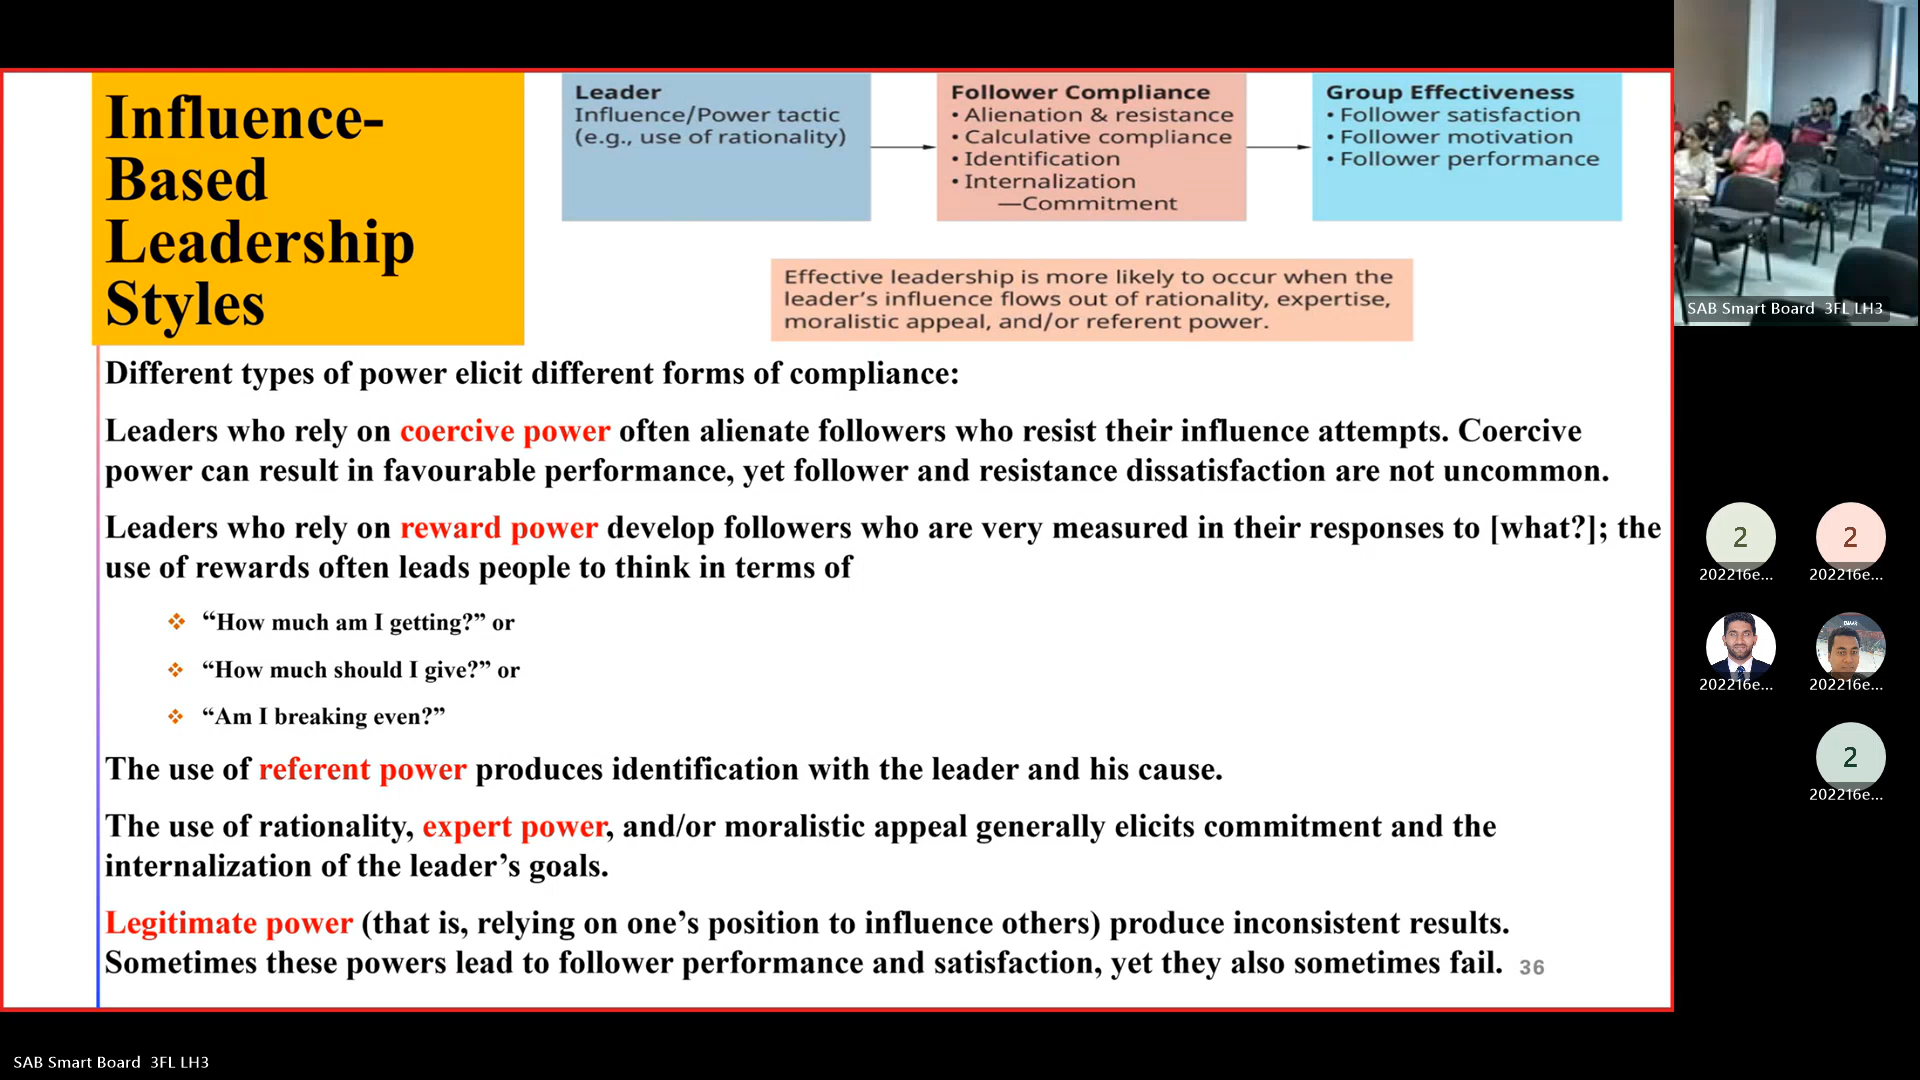 Influence-
Based
Leadership
Styles
Leader
Influence/Power tactic
(e.g., use of rationality)
Follower Compliance
• Alienation & resistance
• Calculative compliance
• Identification
• Internalization
—Commitment
Group Effectiveness
• Follower satisfaction
• Follower motivation
• Follower performance
Effective leadership is more likely to occur when the
leader’s influence flows out of rationality, expertise,
moralistic appeal, and/or referent power.
Different types of power elicit different forms of compliance:
Leaders who rely on coercive power often alienate followers who resist their influence attempts. Coercive
power can result in favourable performance, yet follower and resistance dissatisfaction are not uncommon.
Leaders who rely on reward power develop followers who are very measured in their responses to [what?]; the
use of rewards often leads people to think in terms of
❖ “How much am I getting?” or
❖ “How much should I give?” or
❖ “Am I breaking even?”
The use of referent power produces identification with the leader and his cause.
The use of rationality, expert power, and/or moralistic appeal generally elicits commitment and the
internalization of the leader’s goals.
Legitimate power (that is, relying on one’s position to influence others) produce inconsistent results.
Sometimes these powers lead to follower performance and satisfaction, yet they also sometimes fail. 36
SAB Smart Board 3FL LH3
2
202216e...
2
202216e...
202216e...
202216e...
2
202216e...
SAB Smart Board 3FL LH3